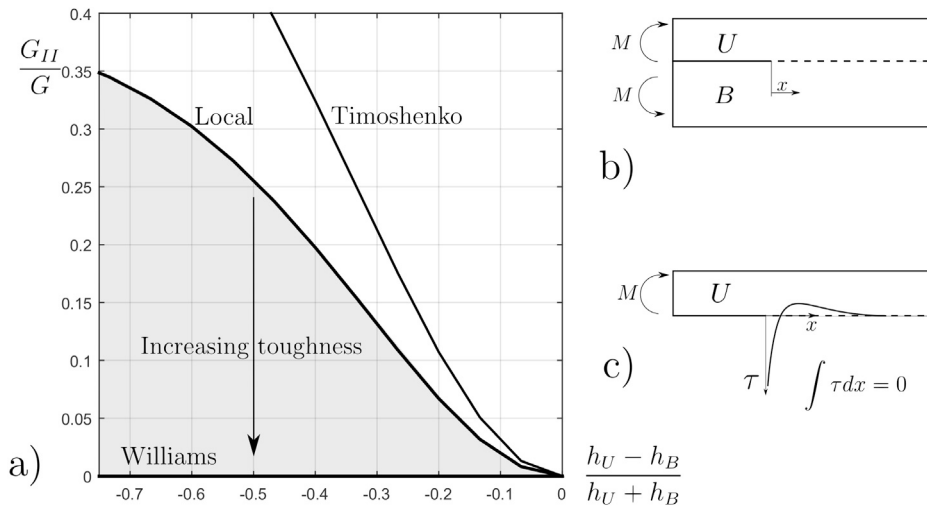 0.4
0.35
0.3
0.25
0.2
0.15
0.1
0.05
0
-0.7 -0.6 -0.5 -0.4 -0.3 -0.2 -0.1 0
G_{II}
G
Local
Timoshenko
Increasing toughness
Williams
a)
h_U − h_B
h_U + h_B
M
U
M
B
x
b)
M
U
x
τ
∫ τdx = 0
c)